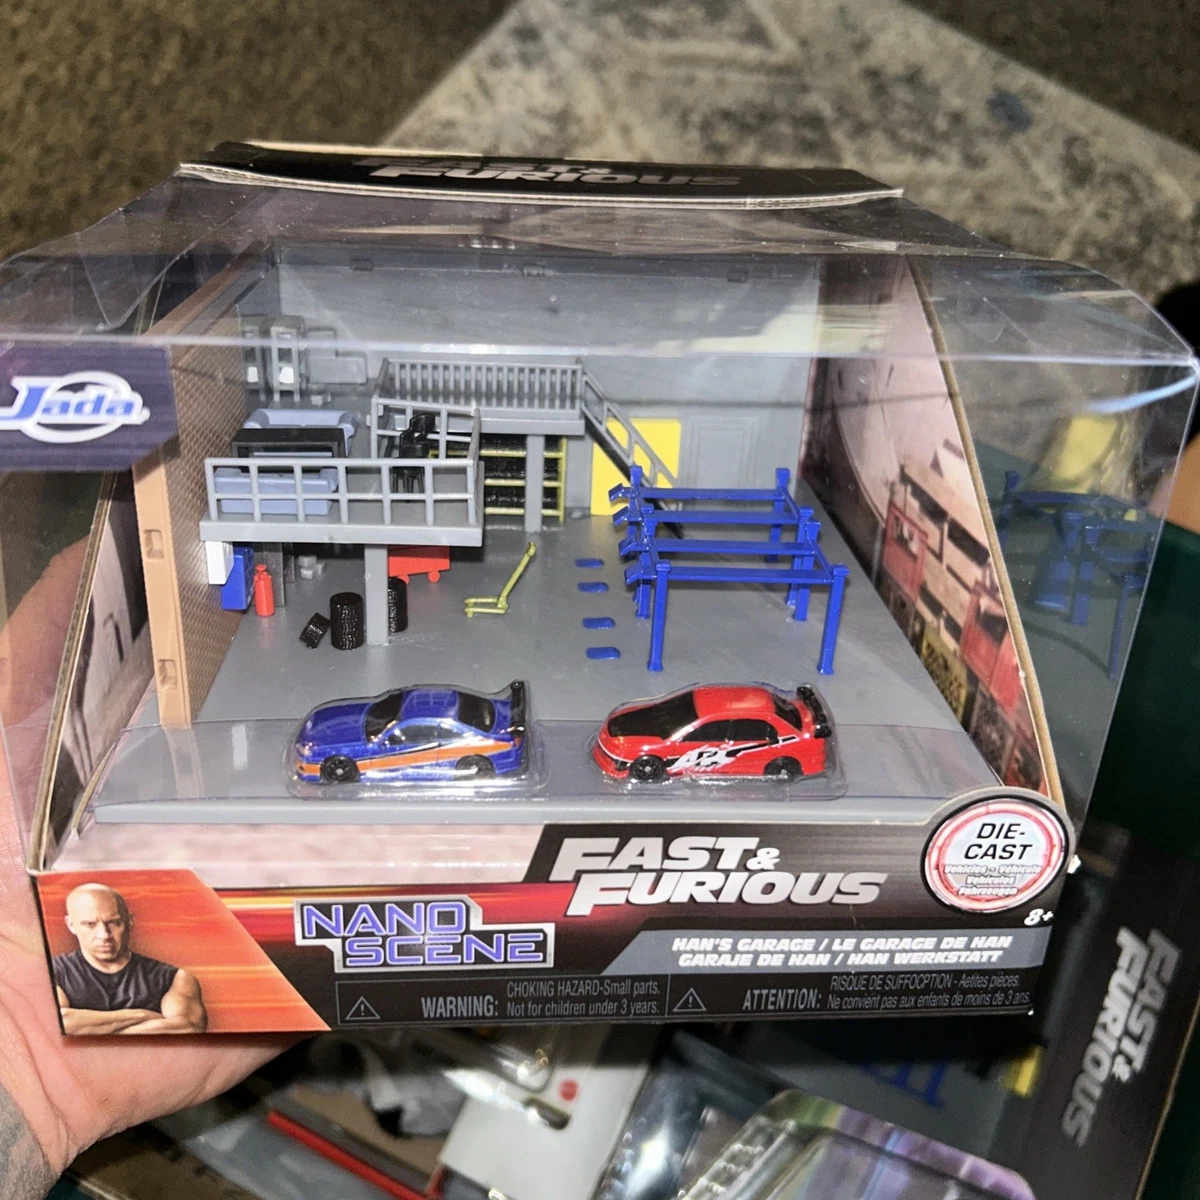 FAST &
FURIOUS
Jada
FAST &
FURIOUS
DIE-
CAST
8+
NANO
SCENE
HAN'S GARAGE / LE GARAGE DE HAN
GARAJE DE HAN / HAN WERKSTATT
WARNING:
CHOKING HAZARD-Small parts.
Not for children under 3 years.
ATTENTION:
RISQUE DE SUFFOCPTION - Aetites pièces.
Ne convient pas aux enfants de moins de 3 ans.
FAST &
FURIOUS